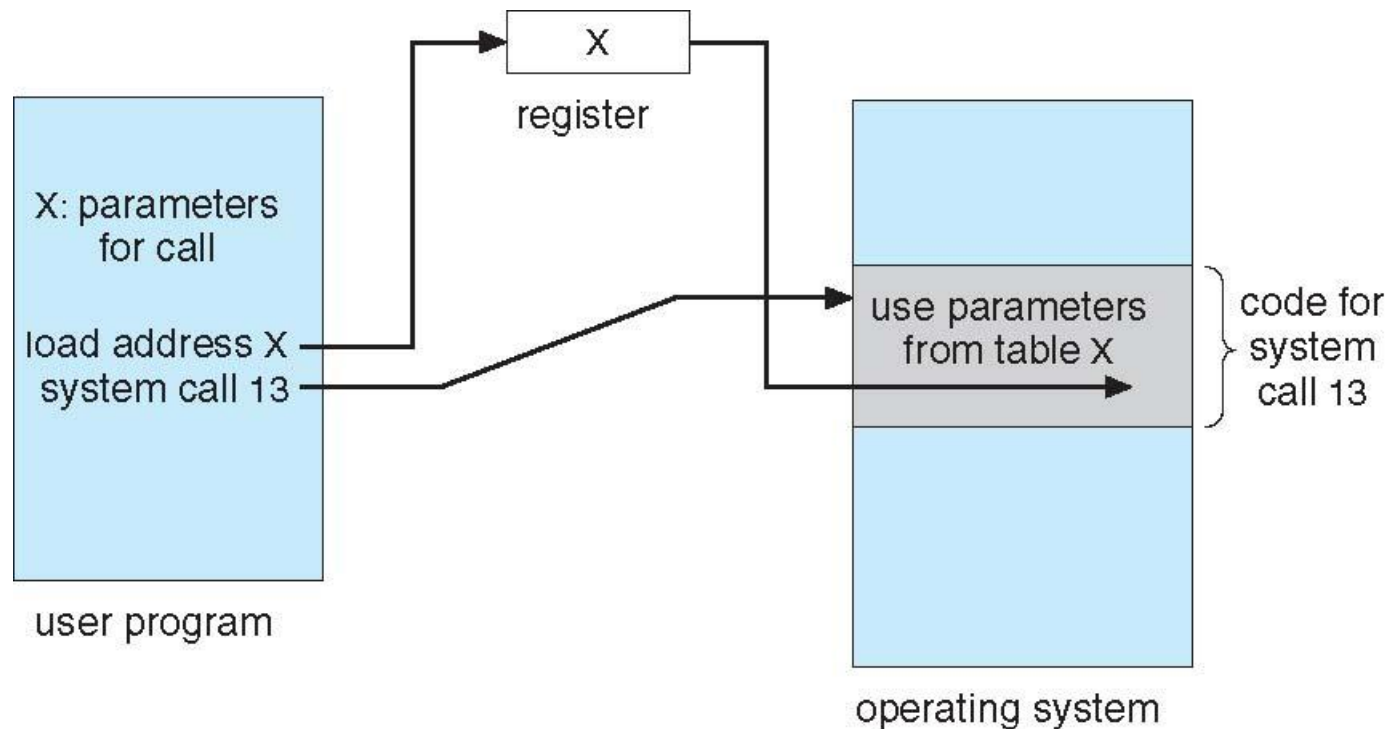 X
register
X: parameters
for call
load address X
system call 13
user program
use parameters
from table X
code for
system
call 13
operating system